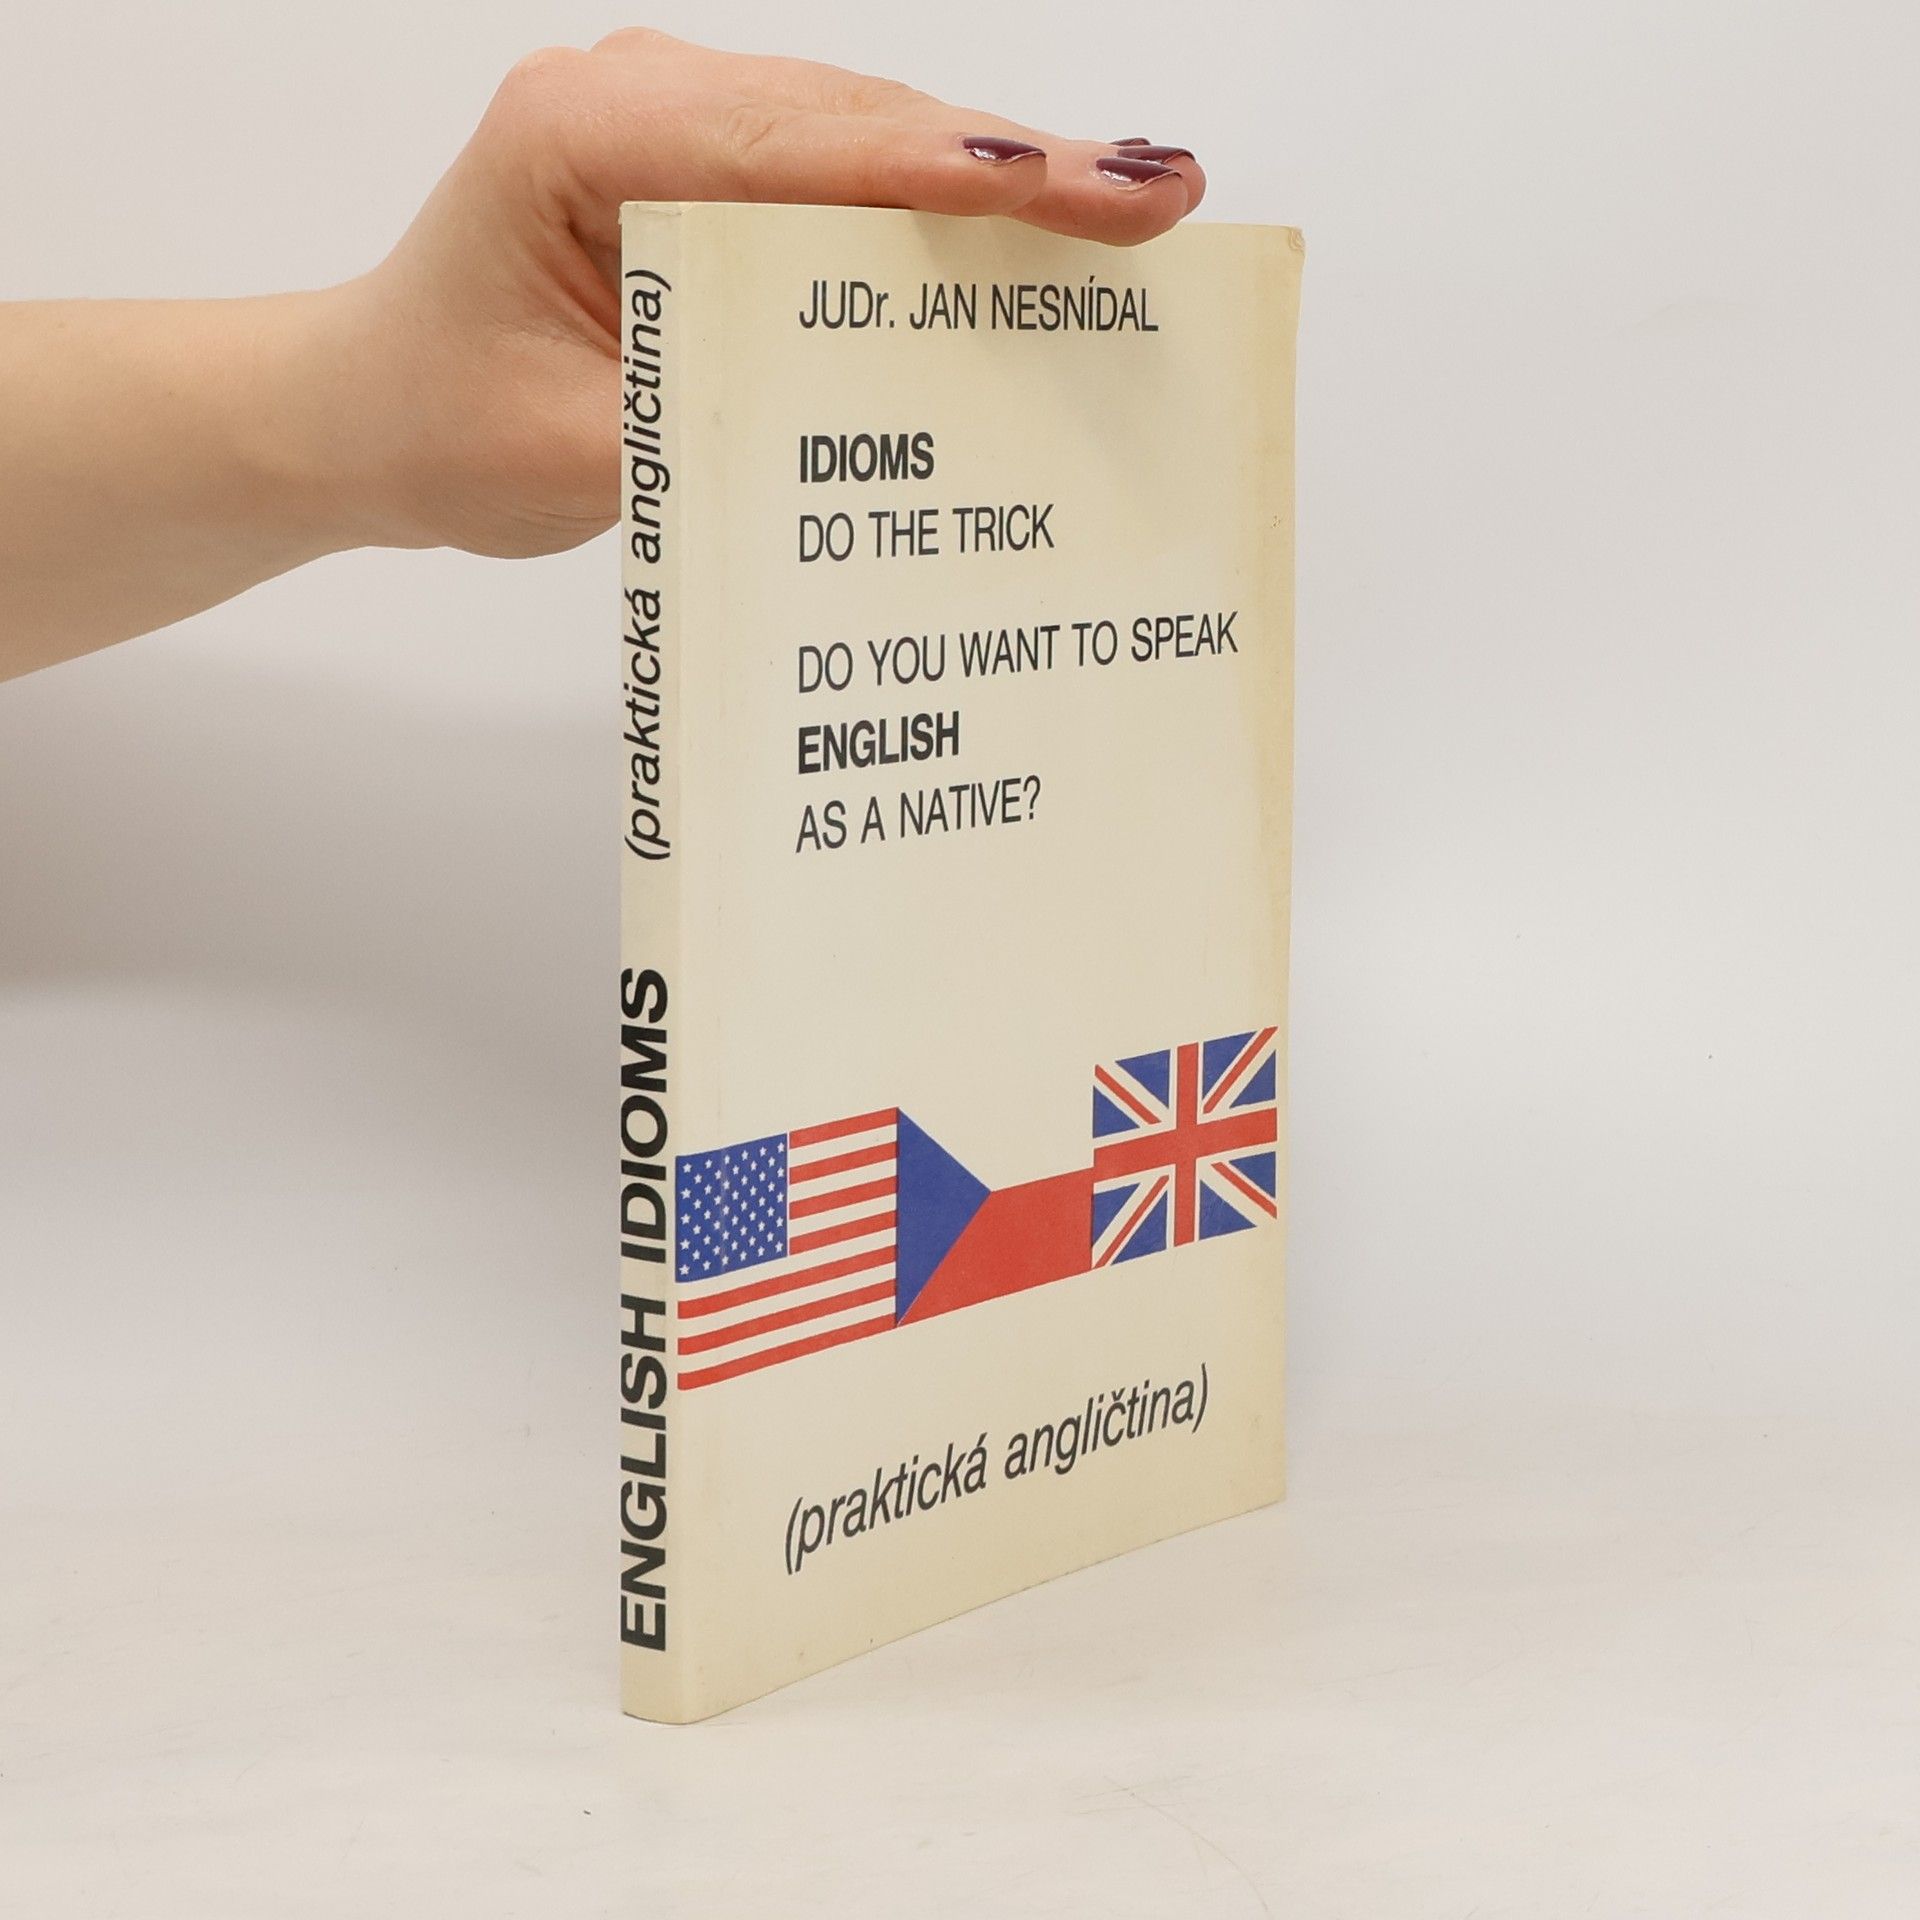 JUDr. JAN NESNÍDAL
IDIOMS
DO THE TRICK
DO YOU WANT TO SPEAK
ENGLISH
AS A NATIVE?
(praktická angličtina)
ENGLISH IDIOMS (praktická angličtina)